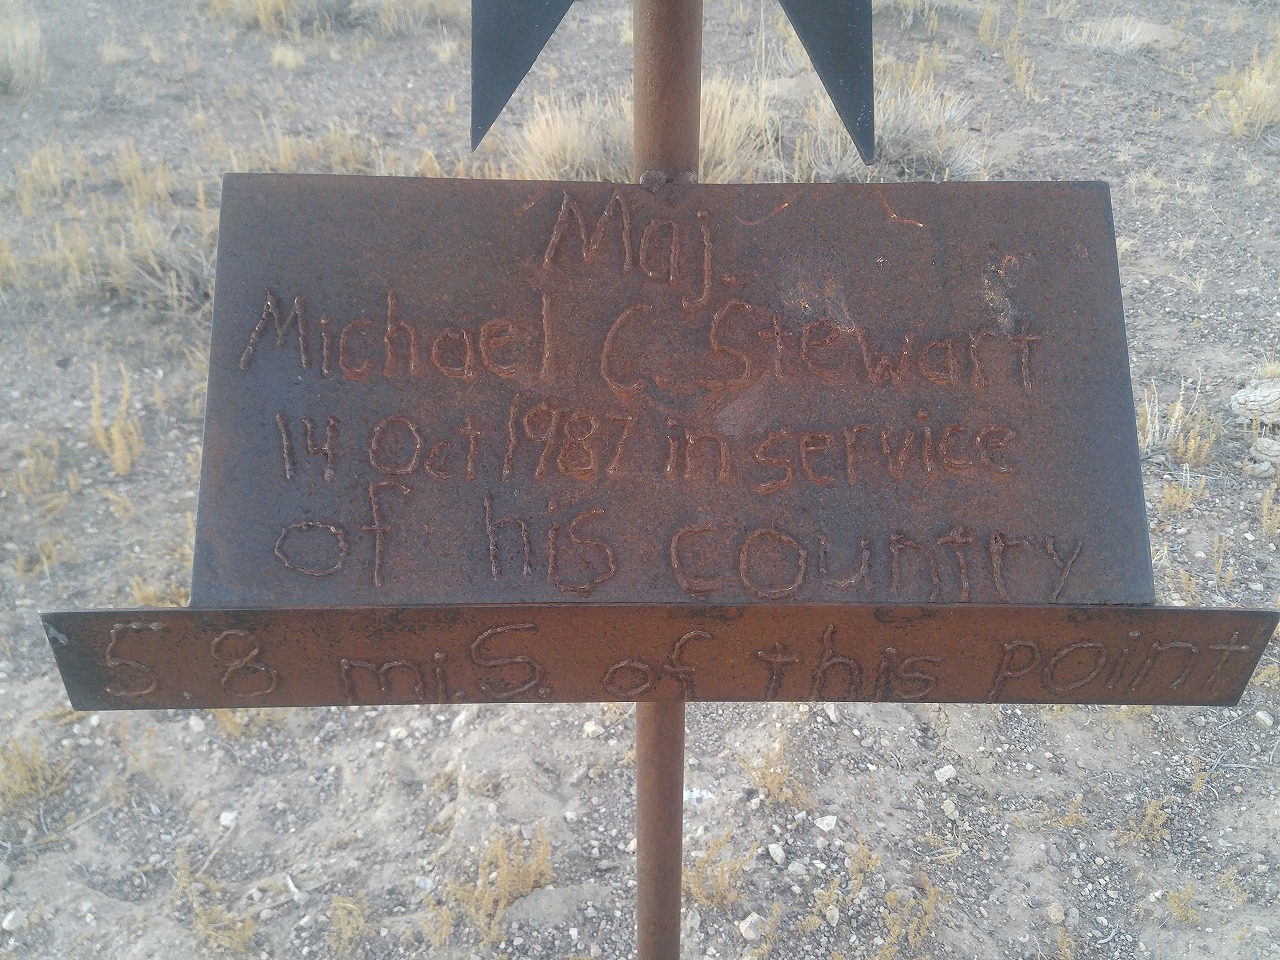 Maj.
Michael C Stewart
14 Oct 1987 in service
of his country
5.8 mi. S. of this point